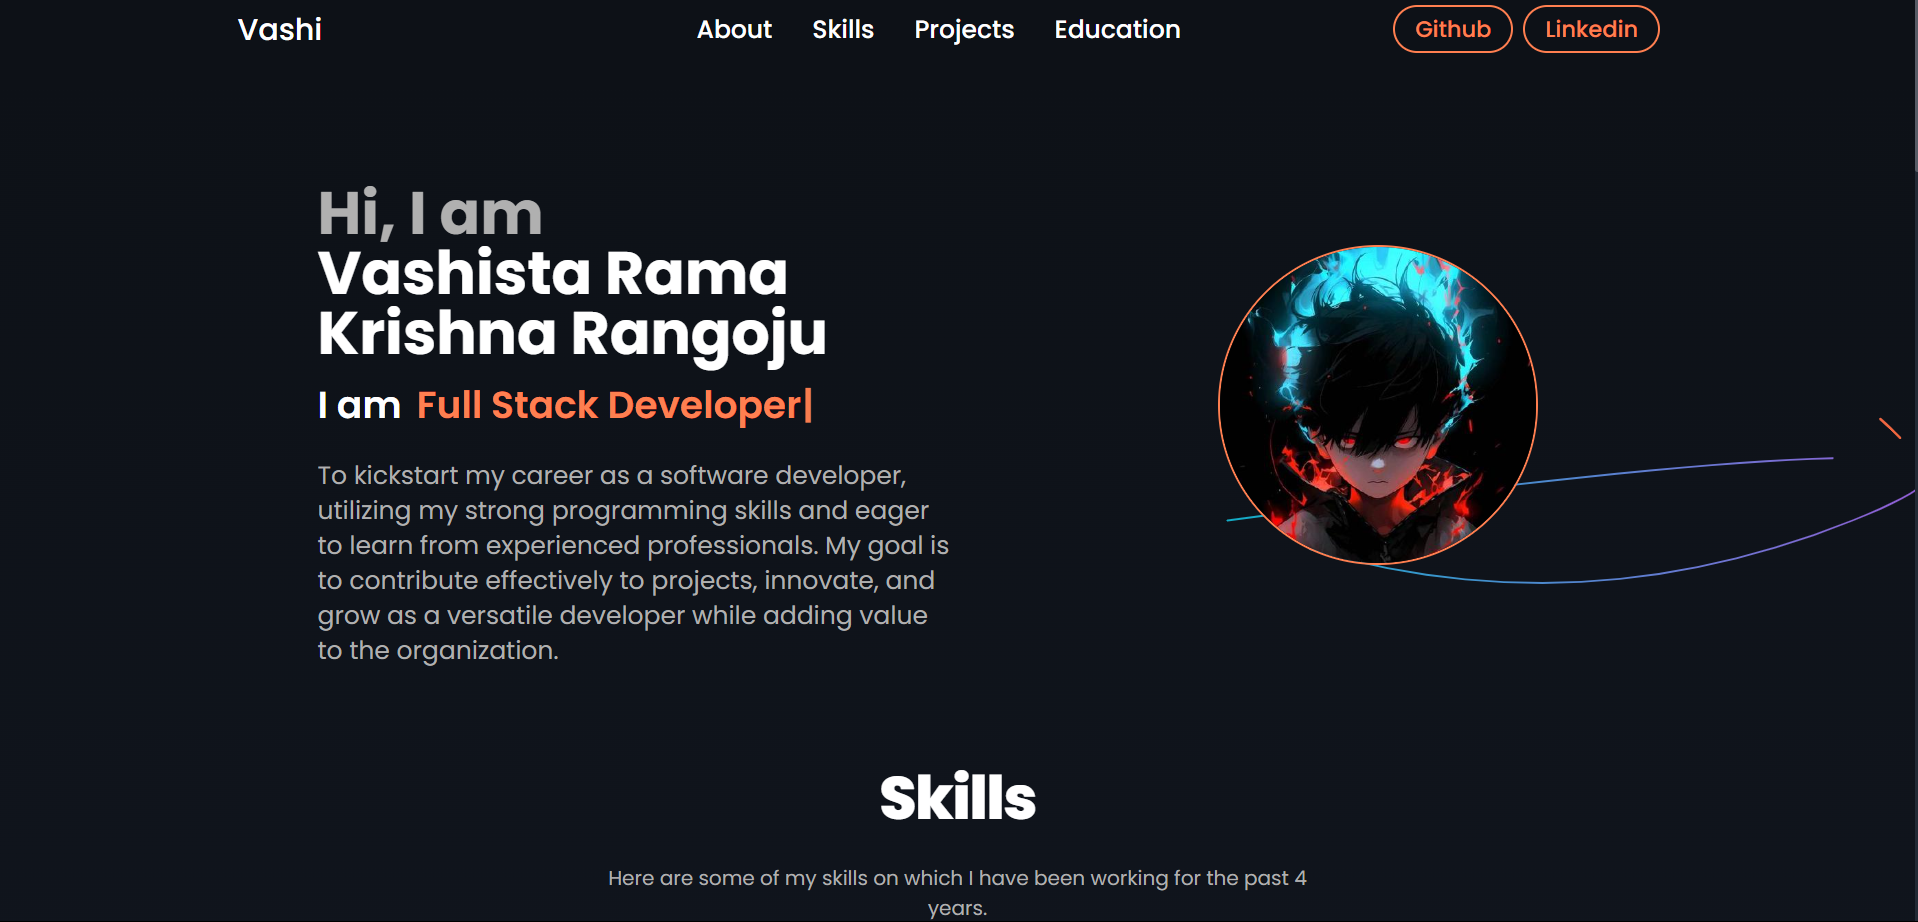 Vashi
About
Skills
Projects
Education
Github
Linkedin
Hi, I am
Vashista Rama
Krishna Rangoju
I am Full Stack Developer|
To kickstart my career as a software developer,
utilizing my strong programming skills and eager
to learn from experienced professionals. My goal is
to contribute effectively to projects, innovate, and
grow as a versatile developer while adding value
to the organization.
Skills
Here are some of my skills on which I have been working for the past 4
years.